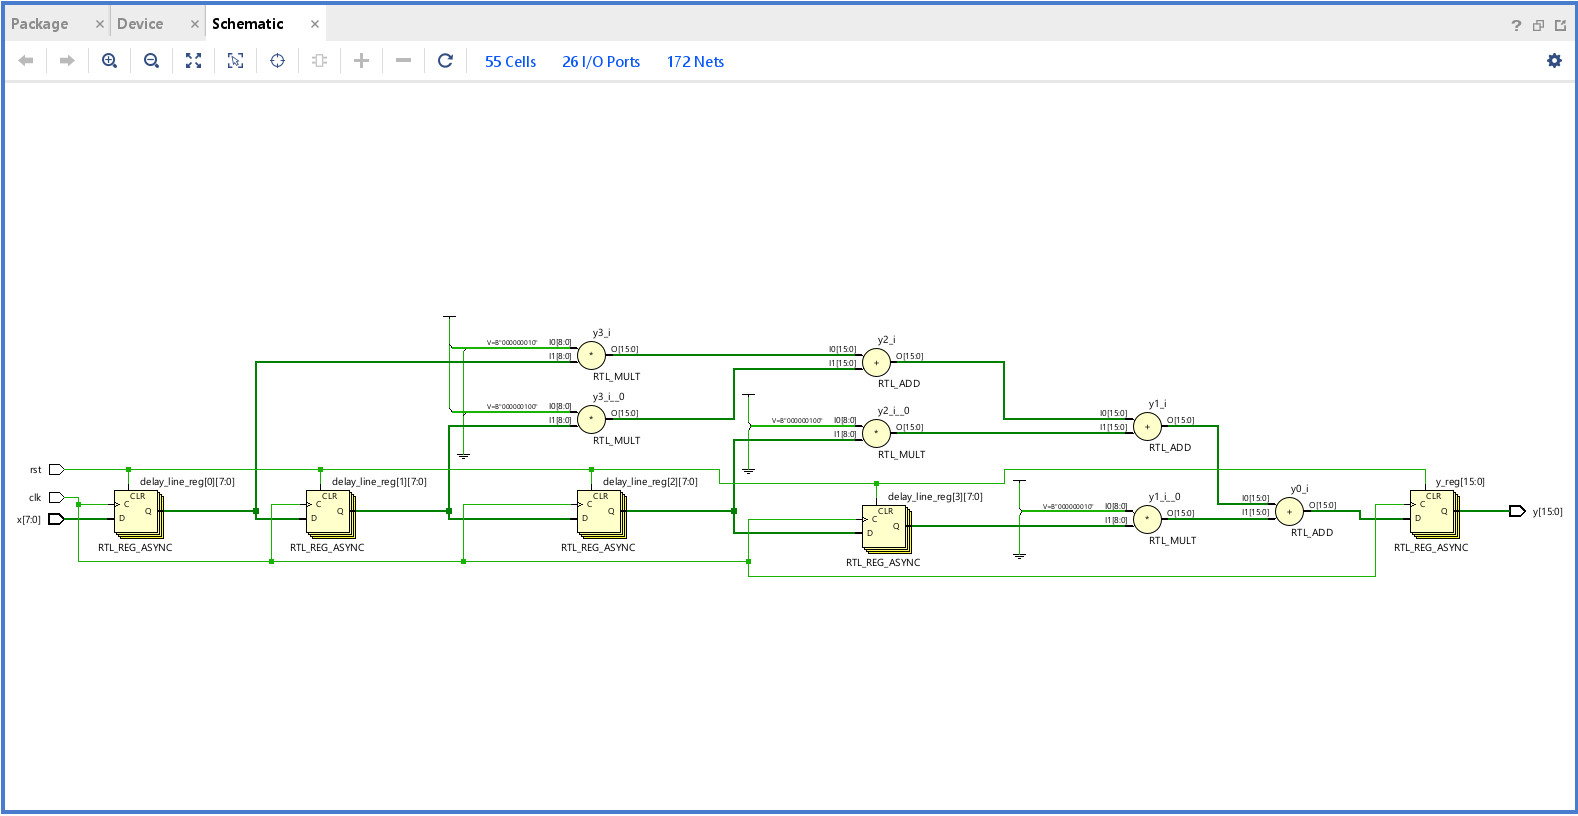 Package × Device × Schematic ×
?
55 Cells 26 I/O Ports 172 Nets
y3_i
V=B"000000010" I0[8:0]
I1[8:0]
* O[15:0]
RTL_MULT
y3_i__0
V=B"000000100" I0[8:0]
I1[8:0]
* O[15:0]
RTL_MULT
y2_i
I0[15:0]
I1[15:0]
+ O[15:0]
RTL_ADD
y2_i__0
V=B"000000100" I0[8:0]
I1[8:0]
* O[15:0]
RTL_MULT
y1_i
I0[15:0]
I1[15:0]
+ O[15:0]
RTL_ADD
rst
clk
x[7:0]
delay_line_reg[0][7:0]
CLR
C
Q
D
RTL_REG_ASYNC
delay_line_reg[1][7:0]
CLR
C
Q
D
RTL_REG_ASYNC
delay_line_reg[2][7:0]
CLR
C
Q
D
RTL_REG_ASYNC
delay_line_reg[3][7:0]
CLR
C
Q
D
RTL_REG_ASYNC
y1_i__0
V=B"000000010" I0[8:0]
I1[8:0]
* O[15:0]
RTL_MULT
y0_i
I0[15:0]
I1[15:0]
+ O[15:0]
RTL_ADD
y_reg[15:0]
CLR
C
Q
D
RTL_REG_ASYNC
y[15:0]